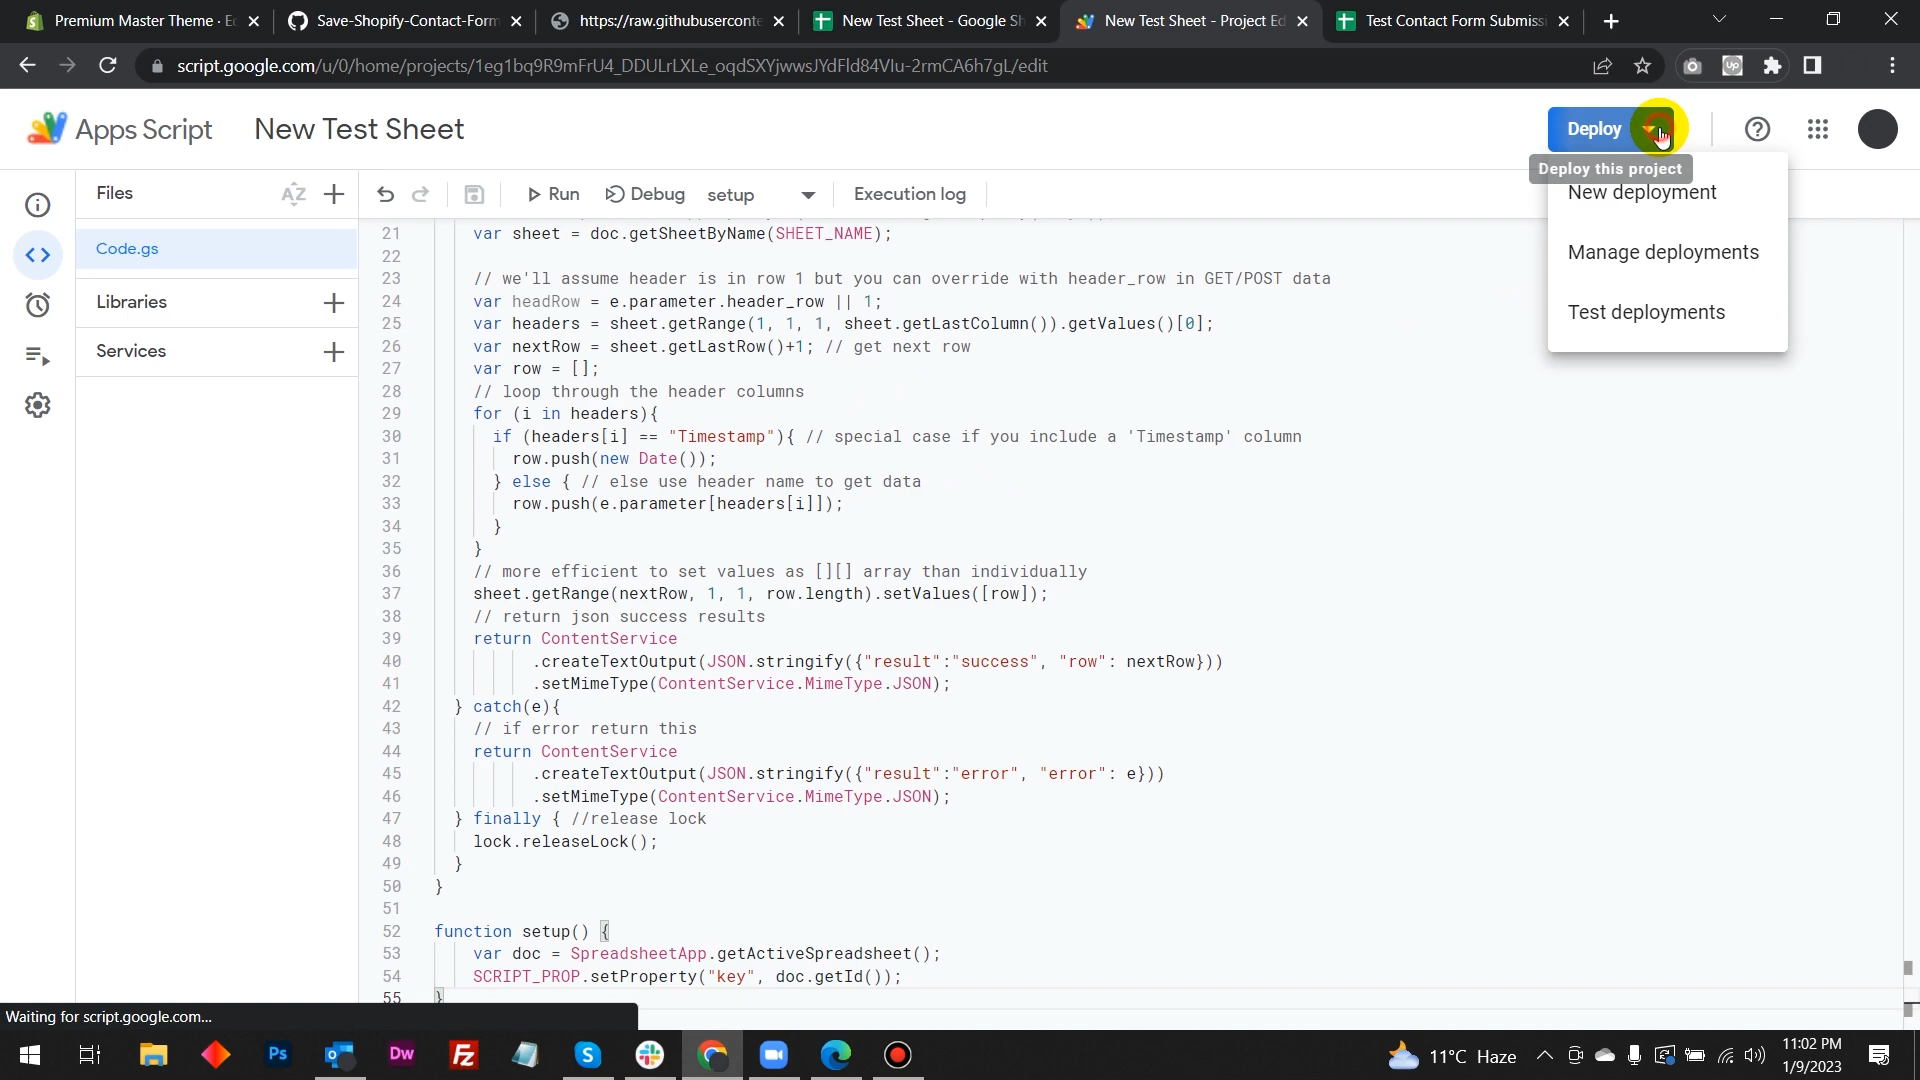 Premium Master Theme · Ec
Save-Shopify-Contact-Form
https://raw.githubuserconte
New Test Sheet - Google Sh
New Test Sheet - Project Ed
Test Contact Form Submissi
script.google.com/u/0/home/projects/1eg1bq9R9mFrU4_DDULrLXLe_oqdSXYjwwsJYdFld84VIu-2rmCA6h7gL/edit
Apps Script New Test Sheet
Deploy
Deploy this project
New deployment
Manage deployments
Test deployments
Files
Code.gs
Libraries
Services
Run Debug setup Execution log
21 var sheet = doc.getSheetByName(SHEET_NAME);
22
23 // we'll assume header is in row 1 but you can override with header_row in GET/POST data
24 var headRow = e.parameter.header_row || 1;
25 var headers = sheet.getRange(1, 1, 1, sheet.getLastColumn()).getValues()[0];
26 var nextRow = sheet.getLastRow()+1; // get next row
27 var row = [];
28 // loop through the header columns
29 for (i in headers){
30 if (headers[i] == "Timestamp"){ // special case if you include a 'Timestamp' column
31 row.push(new Date());
32 } else { // else use header name to get data
33 row.push(e.parameter[headers[i]]);
34 }
35 }
36 // more efficient to set values as [][] array than individually
37 sheet.getRange(nextRow, 1, 1, row.length).setValues([row]);
38 // return json success results
39 return ContentService
40 .createTextOutput(JSON.stringify({"result":"success", "row": nextRow}))
41 .setMimeType(ContentService.MimeType.JSON);
42 } catch(e){
43 // if error return this
44 return ContentService
45 .createTextOutput(JSON.stringify({"result":"error", "error": e}))
46 .setMimeType(ContentService.MimeType.JSON);
47 } finally { //release lock
48 lock.releaseLock();
49 }
50 }
51
52 function setup() {
53 var doc = SpreadsheetApp.getActiveSpreadsheet();
54 SCRIPT_PROP.setProperty("key", doc.getId());
55 }
Waiting for script.google.com...
11°C Haze
11:02 PM
1/9/2023